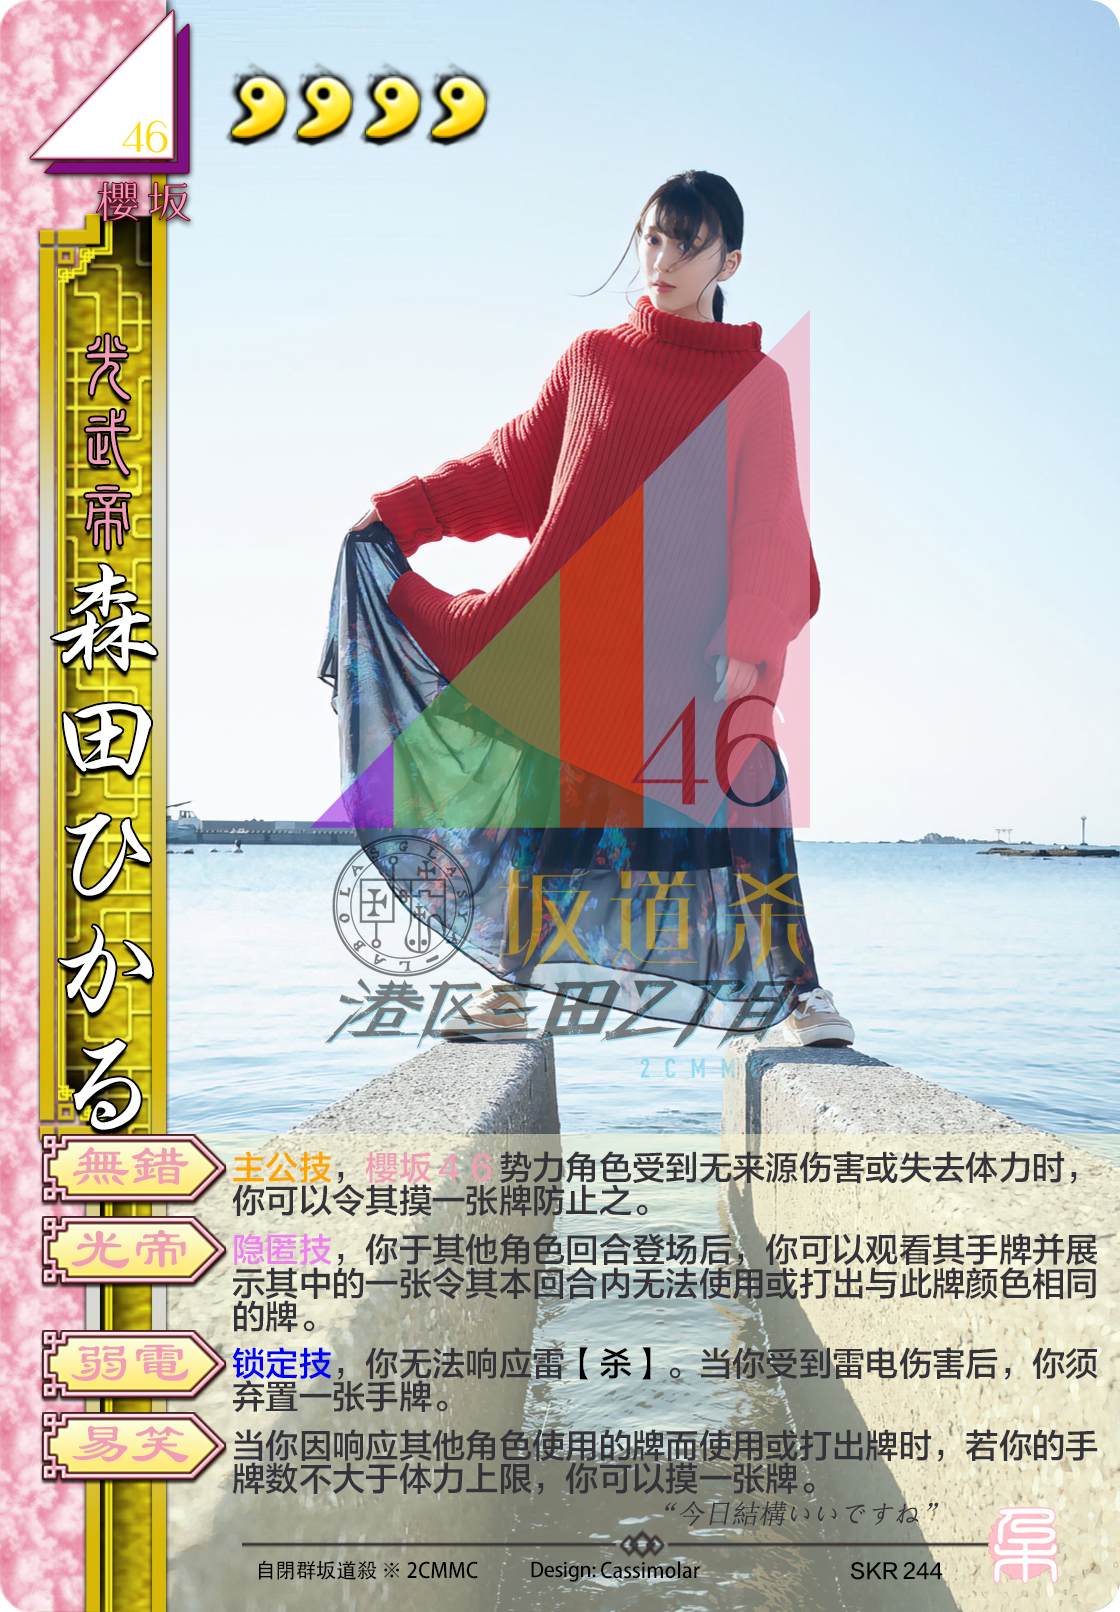 46
櫻坂
光武帝
森田ひかる
46
LABOLASGLASYA
坂道杀
港区三田2丁目
2CMMC
無錯
主公技，櫻坂４６势力角色受到无来源伤害或失去体力时，
你可以令其摸一张牌防止之。
光帝
隐匿技，你于其他角色回合登场后，你可以观看其手牌并展
示其中的一张令其本回合内无法使用或打出与此牌颜色相同
的牌。
弱電
锁定技，你无法响应雷【杀】。当你受到雷电伤害后，你须
弃置一张手牌。
易笑
当你因响应其他角色使用的牌而使用或打出牌时，若你的手
牌数不大于体力上限，你可以摸一张牌。
“今日結構いいですね”
自閉群坂道殺 ※ 2CMMC
Design: Cassimolar
SKR 244